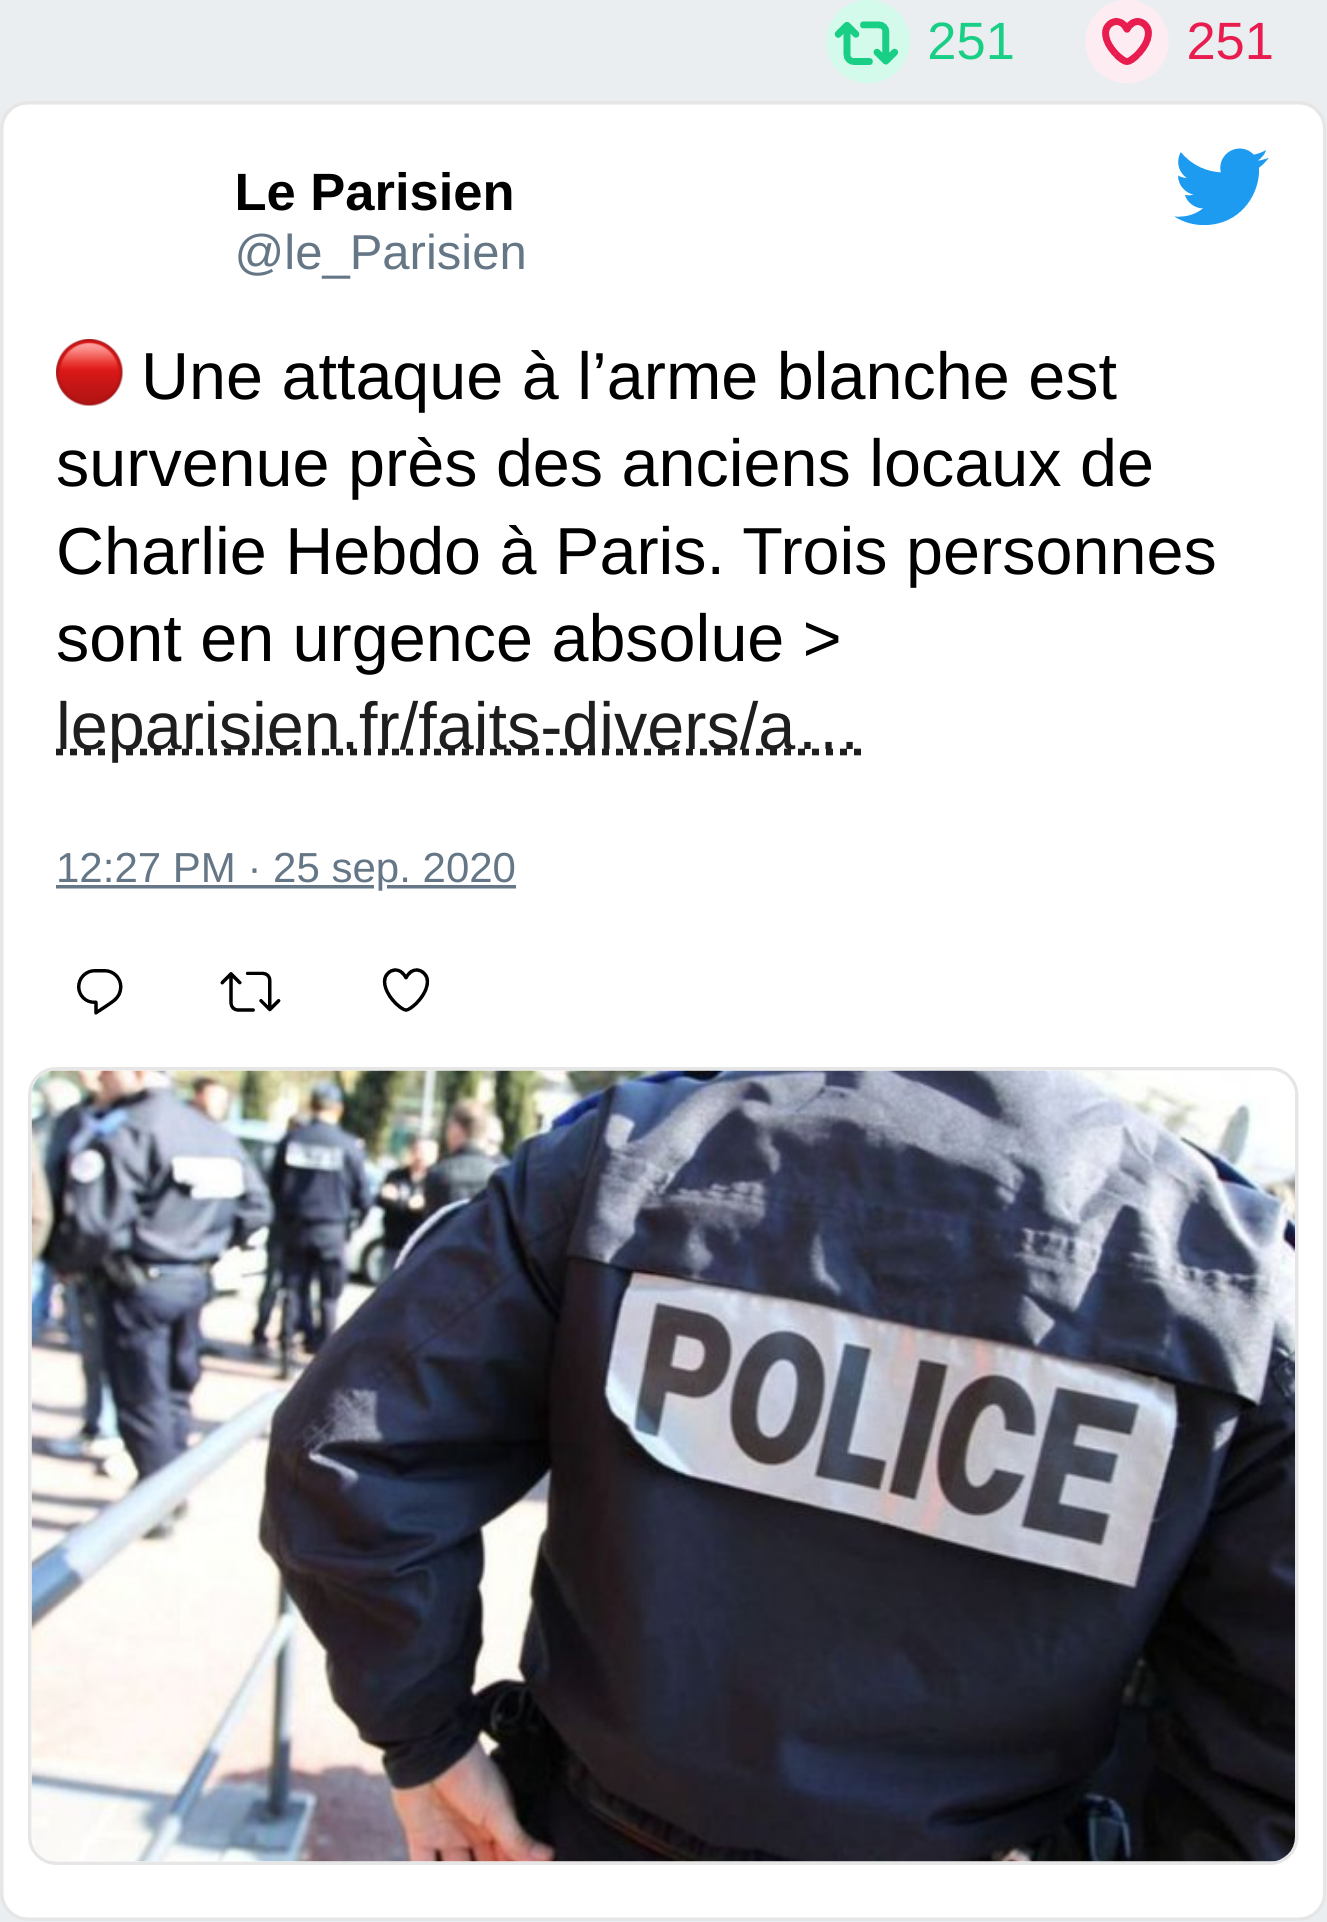 251 251
Le Parisien
@le_Parisien
🔴 Une attaque à l’arme blanche est
survenue près des anciens locaux de
Charlie Hebdo à Paris. Trois personnes
sont en urgence absolue >
leparisien.fr/faits-divers/a…
12:27 PM · 25 sep. 2020
POLICE